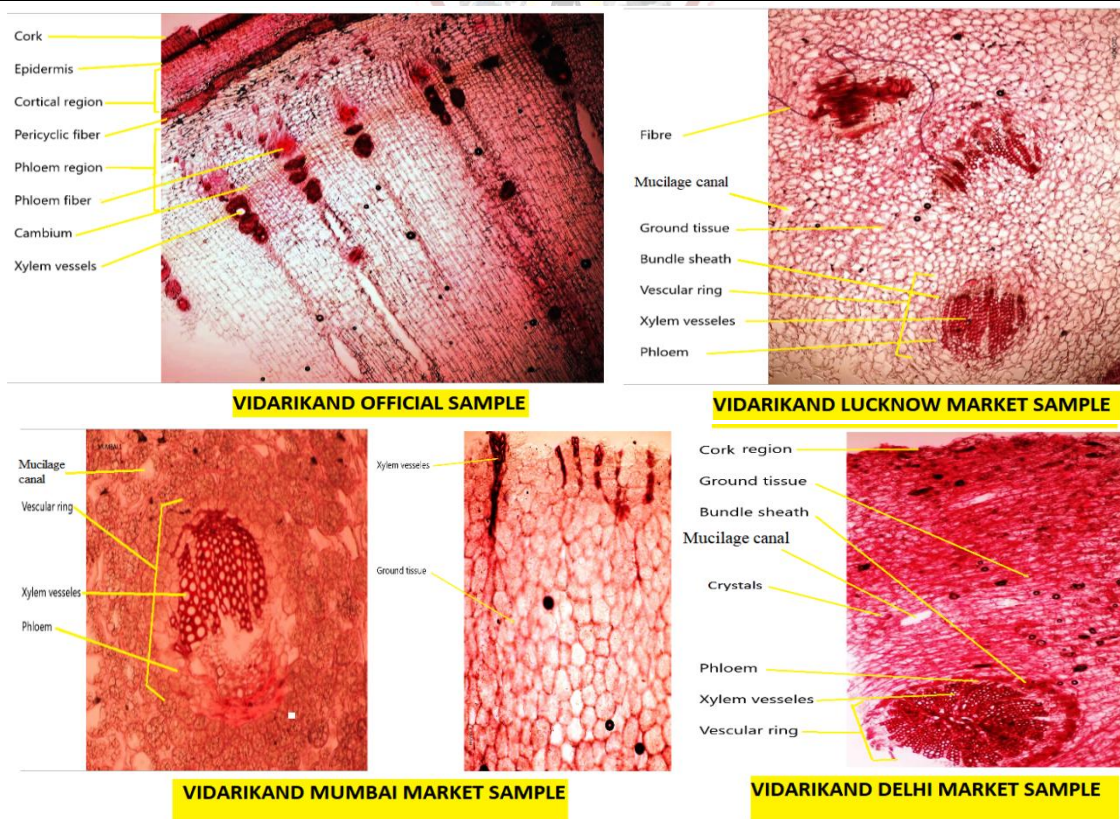 Cork
Epidermis
Cortical region
Pericyclic fiber
Phloem region
Phloem fiber
Cambium
Xylem vessels
VIDARIKAND OFFICIAL SAMPLE
Fibre
Mucilage canal
Ground tissue
Bundle sheath
Vescular ring
Xylem vesseles
Phloem
VIDARIKAND LUCKNOW MARKET SAMPLE
Mucilage
canal
Vescular ring
Xylem vesseles
Phloem
Xylem vesseles
Ground tissue
VIDARIKAND MUMBAI MARKET SAMPLE
Cork region
Ground tissue
Bundle sheath
Mucilage canal
Crystals
Phloem
Xylem vesseles
Vescular ring
VIDARIKAND DELHI MARKET SAMPLE